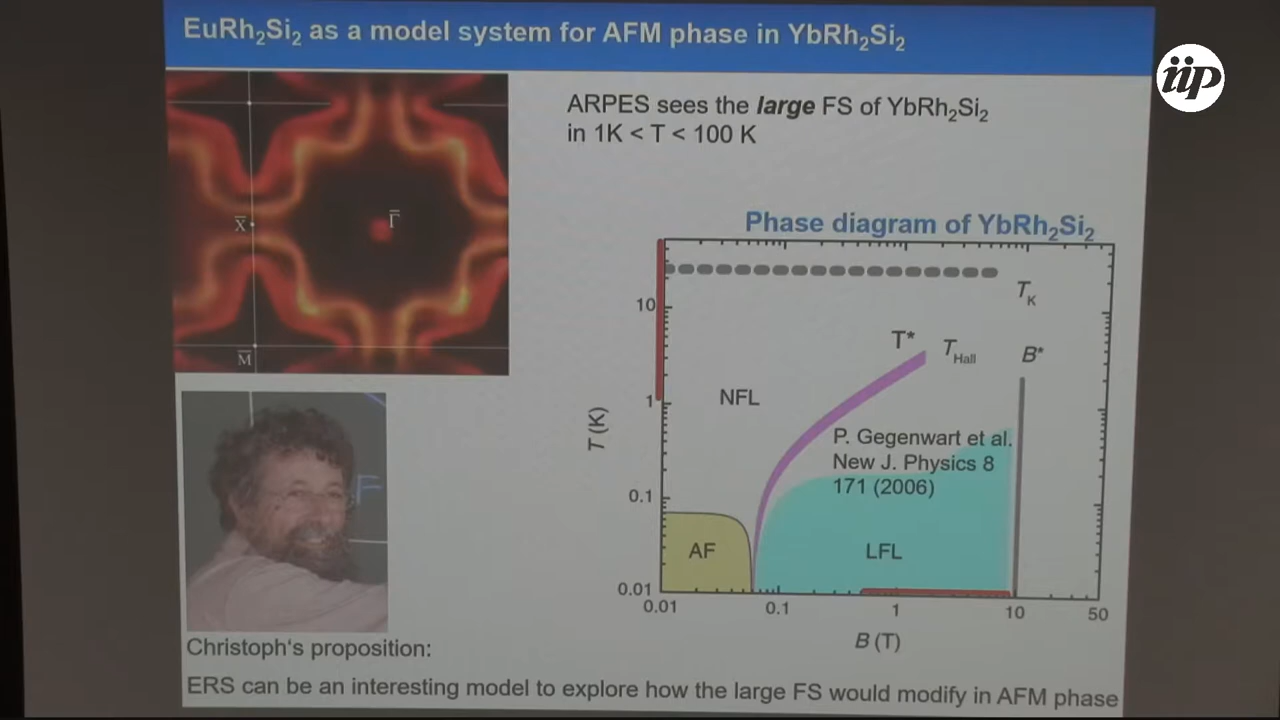 EuRh₂Si₂ as a model system for AFM phase in YbRh₂Si₂
iip
ARPES sees the large FS of YbRh₂Si₂
in 1K < T < 100 K
X̅
Γ̅
M̅
Phase diagram of YbRh₂Si₂
10
1
0.1
0.01
T (K)
T_K
T*
T_Hall
B*
NFL
P. Gegenwart et al.
New J. Physics 8
171 (2006)
AF
LFL
0.01
0.1
1
10
50
B (T)
F
Christoph‘s proposition:
ERS can be an interesting model to explore how the large FS would modify in AFM phase